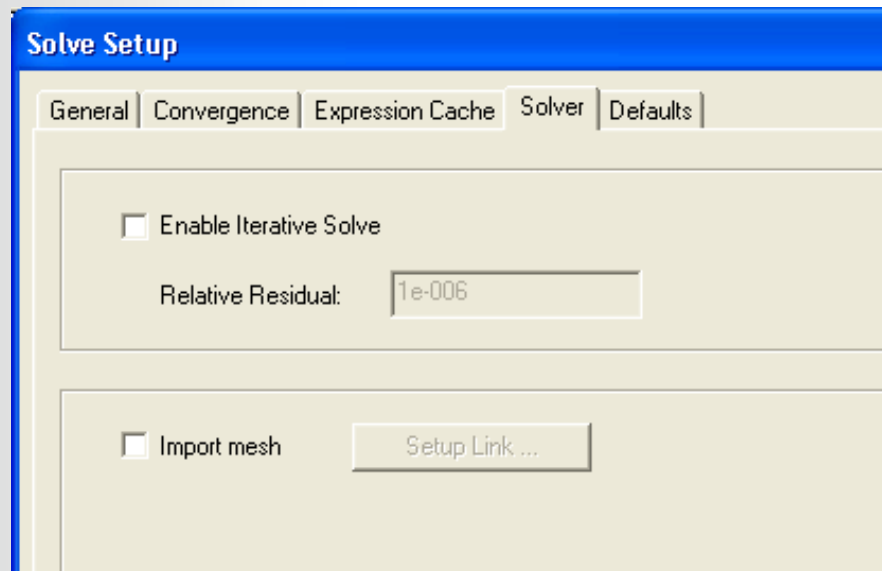 Solve Setup
General Convergence Expression Cache Solver Defaults
Enable Iterative Solve
Relative Residual: 1e-006
Import mesh Setup Link ...